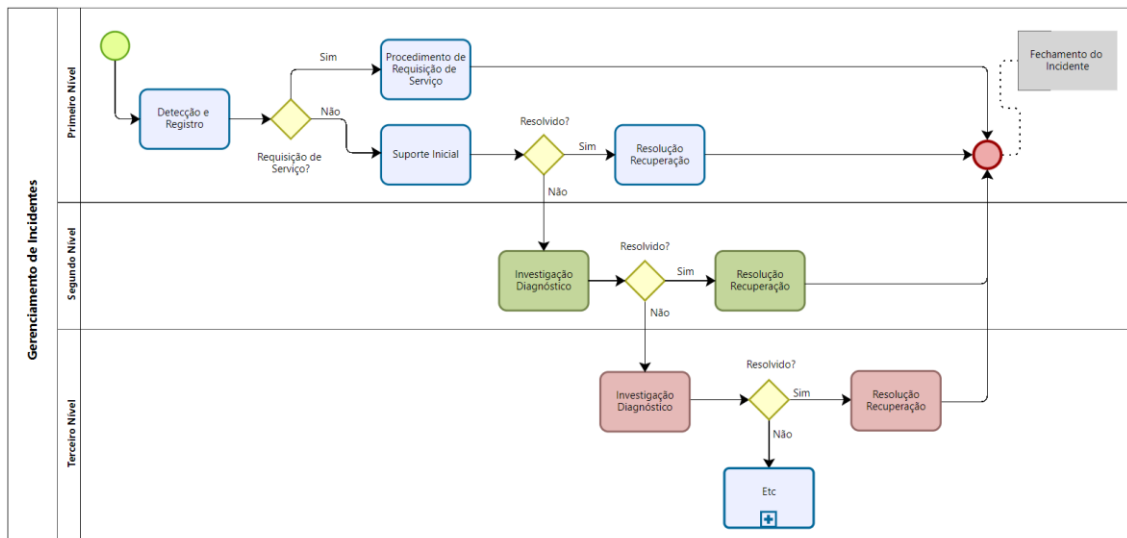 Gerenciamento de Incidentes
Primeiro Nível
Detecção e
Registro
Requisição de
Serviço?
Sim
Não
Procedimento de
Requisição de
Serviço
Suporte Inicial
Resolvido?
Sim
Não
Resolução
Recuperação
Fechamento do
Incidente
Segundo Nível
Investigação
Diagnóstico
Resolvido?
Sim
Não
Resolução
Recuperação
Terceiro Nível
Investigação
Diagnóstico
Resolvido?
Sim
Não
Resolução
Recuperação
Etc